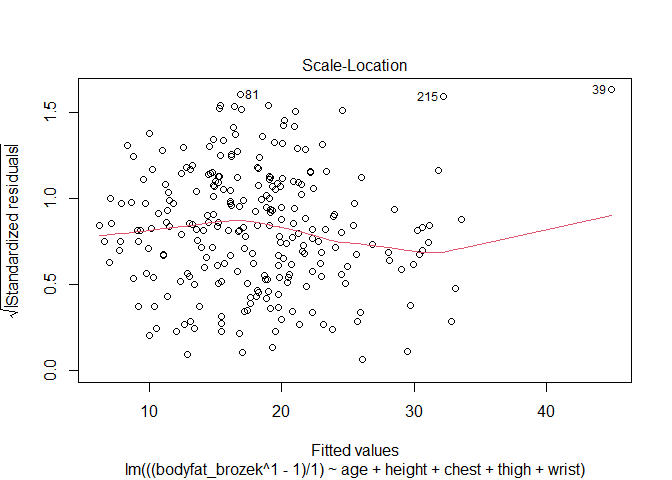 Scale-Location
√|Standardized residuals|
0.0 0.5 1.0 1.5
81
215
39
10 20 30 40
Fitted values
lm(((bodyfat_brozek^1 - 1)/1) ~ age + height + chest + thigh + wrist)